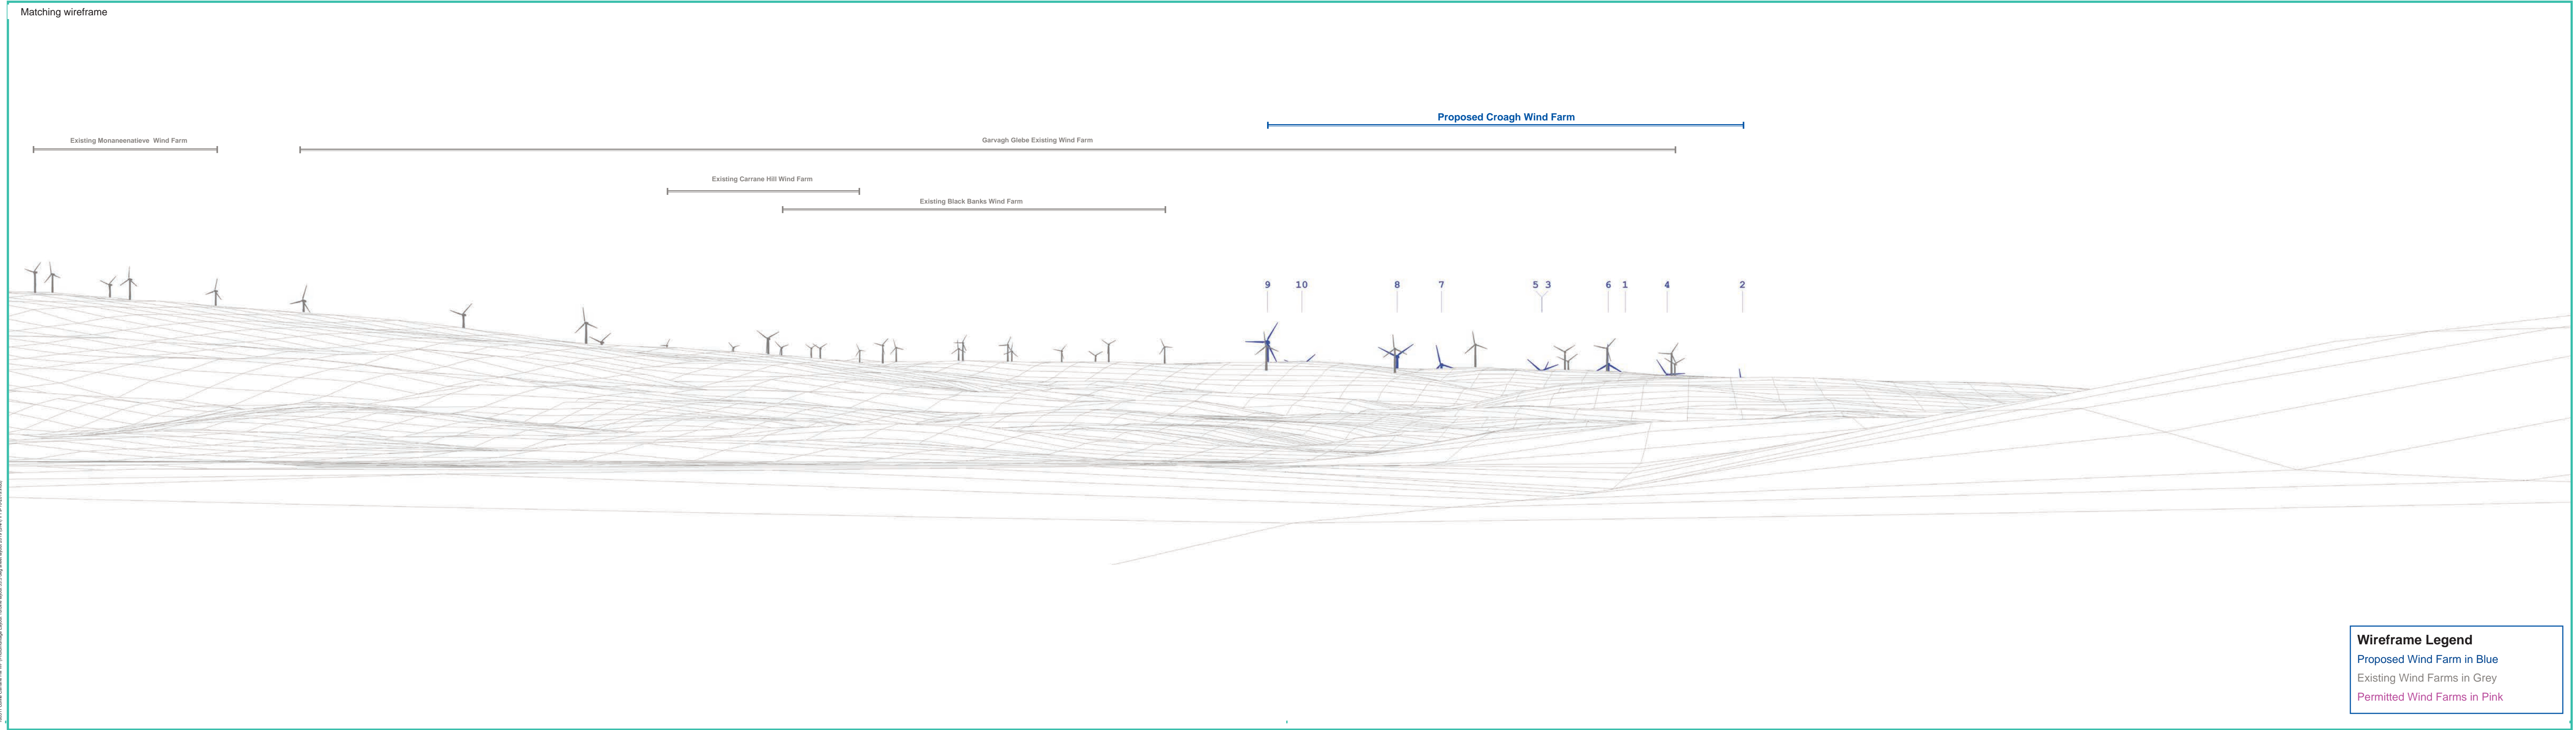 Matching wireframe
Proposed Croagh Wind Farm
Existing Monaneenatieve Wind Farm
Garvagh Glebe Existing Wind Farm
Existing Carrane Hill Wind Farm
Existing Black Banks Wind Farm
9 10 8 7 5 3 6 1 4 2
Wireframe Legend
Proposed Wind Farm in Blue
Existing Wind Farms in Grey
Permitted Wind Farms in Pink